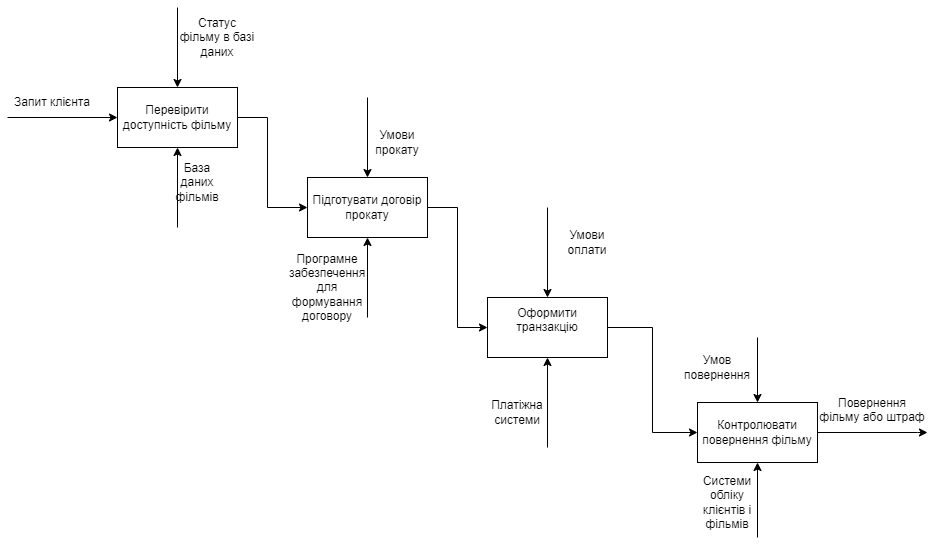 Статус
фільму в базі
даних
Запит клієнта
Перевірити
доступність фільму
База
даних
фільмів
Умови
прокату
Підготувати договір
прокату
Програмне
забезпечення
для
формування
договору
Умови
оплати
Оформити
транзакцію
Платіжна
системи
Умов
повернення
Контролювати
повернення фільму
Повернення
фільму або штраф
Системи
обліку
клієнтів і
фільмів